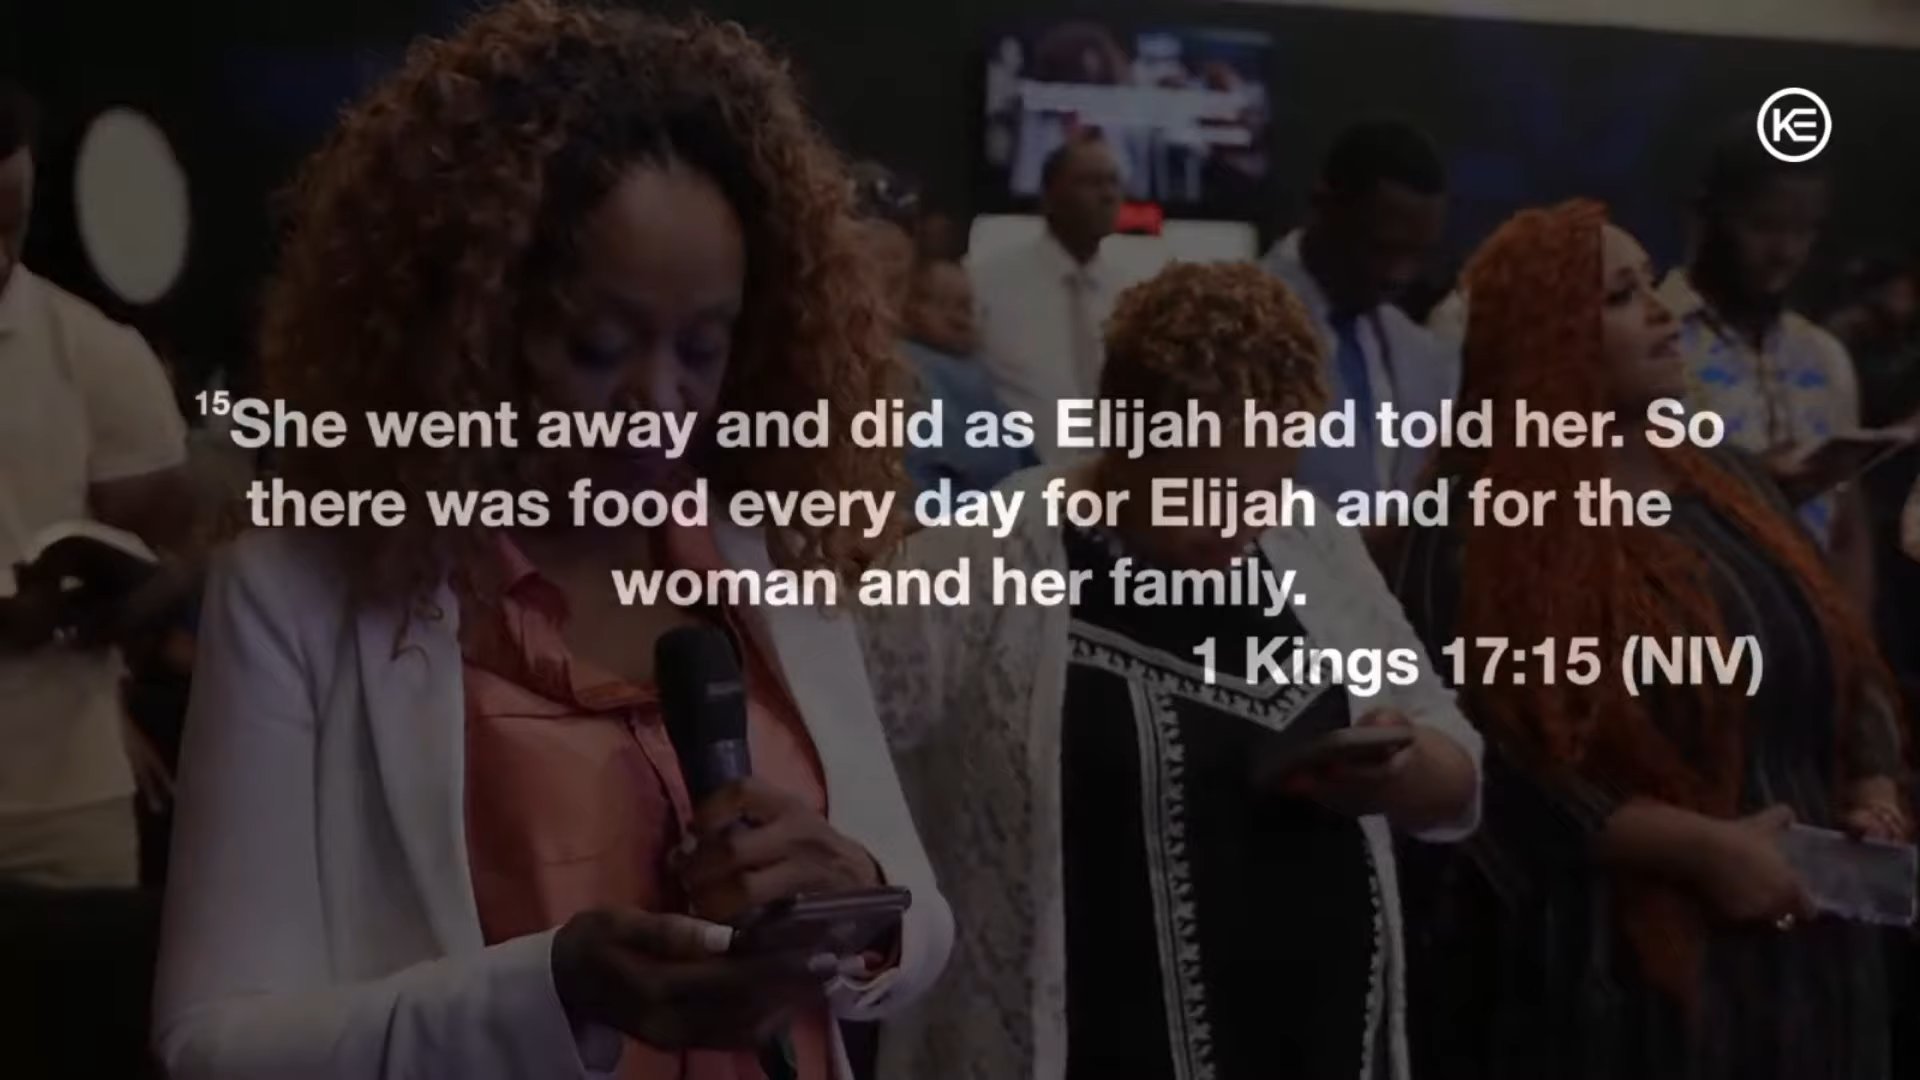 KE
15She went away and did as Elijah had told her. So
there was food every day for Elijah and for the
woman and her family.
1 Kings 17:15 (NIV)